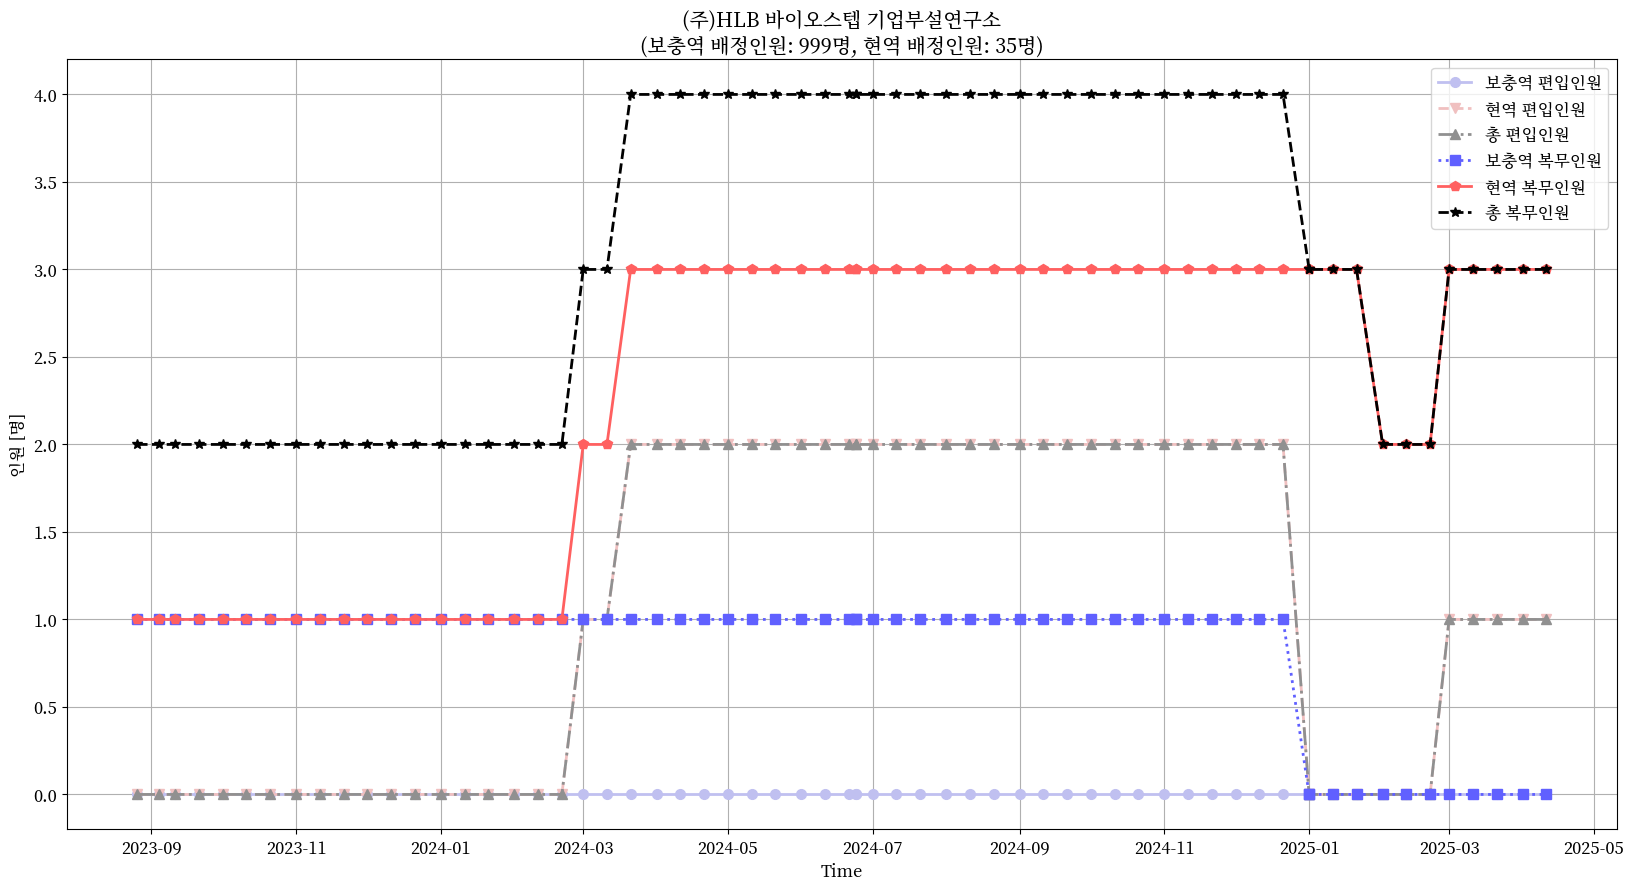 (주)HLB 바이오스텝 기업부설연구소
(보충역 배정인원: 999명, 현역 배정인원: 35명)
보충역 편입인원
현역 편입인원
총 편입인원
보충역 복무인원
현역 복무인원
총 복무인원
인원 [명]
4.0
3.5
3.0
2.5
2.0
1.5
1.0
0.5
0.0
2023-09 2023-11 2024-01 2024-03 2024-05 2024-07 2024-09 2024-11 2025-01 2025-03 2025-05
Time